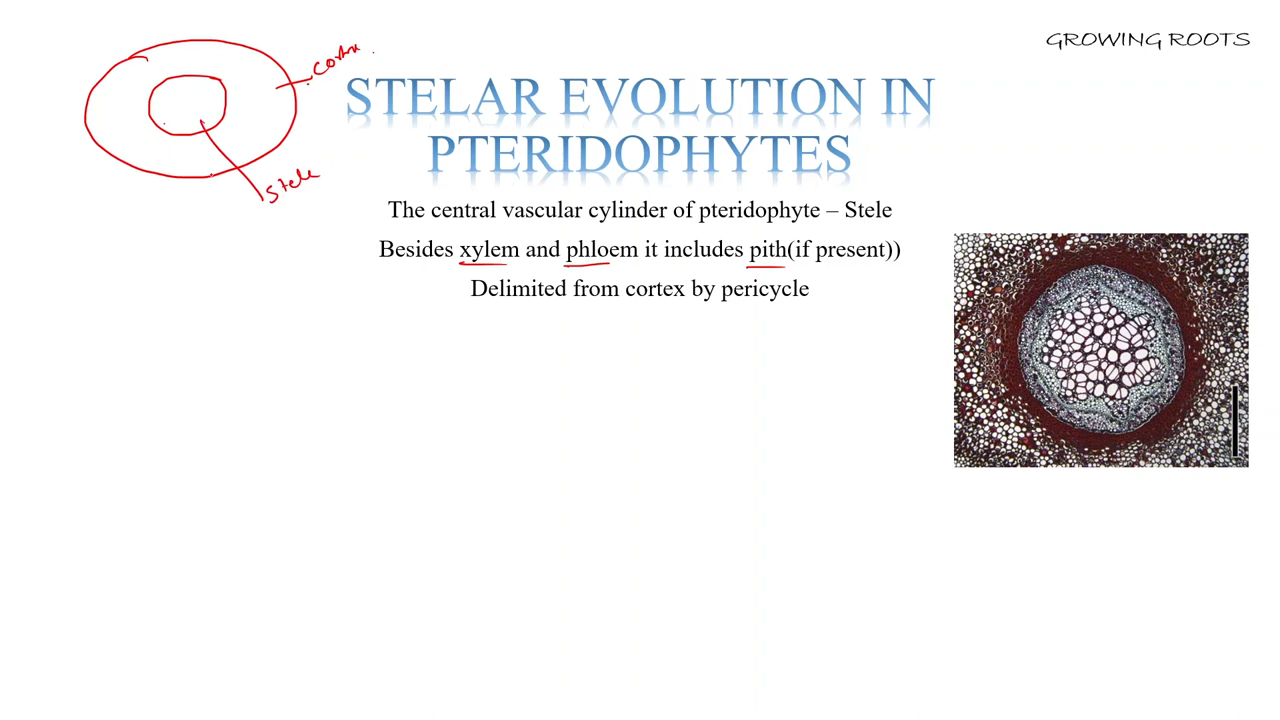 GROWING ROOTS
Cortex
STELAR EVOLUTION IN
PTERIDOPHYTES
Stele
The central vascular cylinder of pteridophyte – Stele
Besides xylem and phloem it includes pith(if present))
Delimited from cortex by pericycle